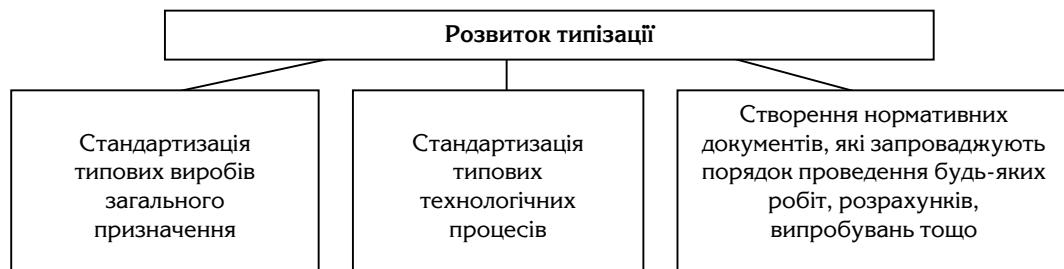 Розвиток типізації
Стандартизація
типових виробів
загального
призначення
Стандартизація
типових
технологічних
процесів
Створення нормативних
документів, які запроваджують
порядок проведення будь-яких
робіт, розрахунків,
випробувань тощо